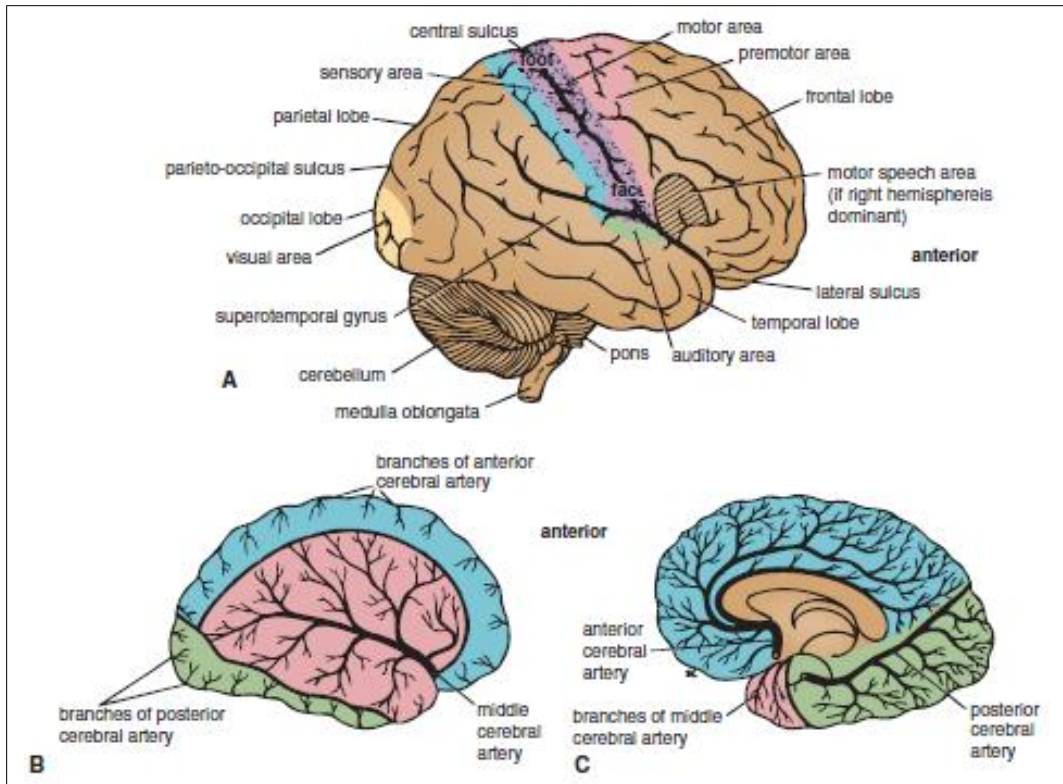 central sulcus
motor area
sensory area
foot
premotor area
parietal lobe
frontal lobe
parieto-occipital sulcus
motor speech area
(if right hemisphereis
dominant)
occipital lobe
visual area
anterior
lateral sulcus
superotemporal gyrus
temporal lobe
pons
auditory area
cerebellum
A
medulla oblongata
branches of anterior
cerebral artery
anterior
anterior
cerebral
artery
branches of posterior
cerebral artery
middle
cerebral
artery
branches of middle
cerebral artery
posterior
cerebral
artery
B
C